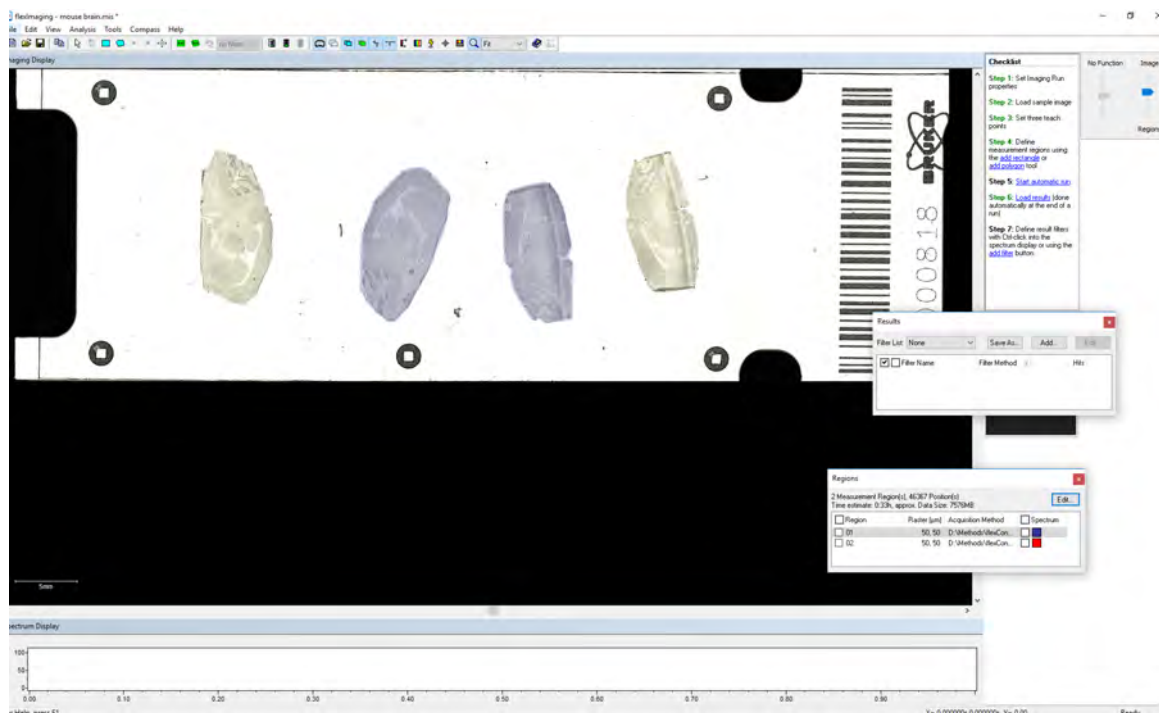 flexImaging - mouse brain.mis *
File Edit View Analysis Tools Compass Help
Fit
Imaging Display
BRUKER
00818
5mm
Checklist
Step 1: Set Imaging Run properties
Step 2: Load sample image
Step 3: Set three teach points
Step 4: Define measurement regions using the add rectangle or add polygon tool
Step 5: Start automatic run
Step 6: Load results (done automatically at the end of a run)
Step 7: Define result filters with Ctrl-click into the spectrum display or using the add filter button.
No Function Image
Regions
Results
Filter List: None Save As... Add... Edit
Filter Name Filter Method Hits
Regions
2 Measurement Region(s), 46367 Position(s)
Time estimate: 0:33h, approx. Data Size: 7576MB
Edit...
Region Raster [µm] Acquisition Method Spectrum
01 50, 50 D:\Methods\flexCon...
02 50, 50 D:\Methods\flexCon...
Spectrum Display
100
50
0
0.00 0.10 0.20 0.30 0.40 0.50 0.60 0.70 0.80 0.90
Help, press F1
Ready